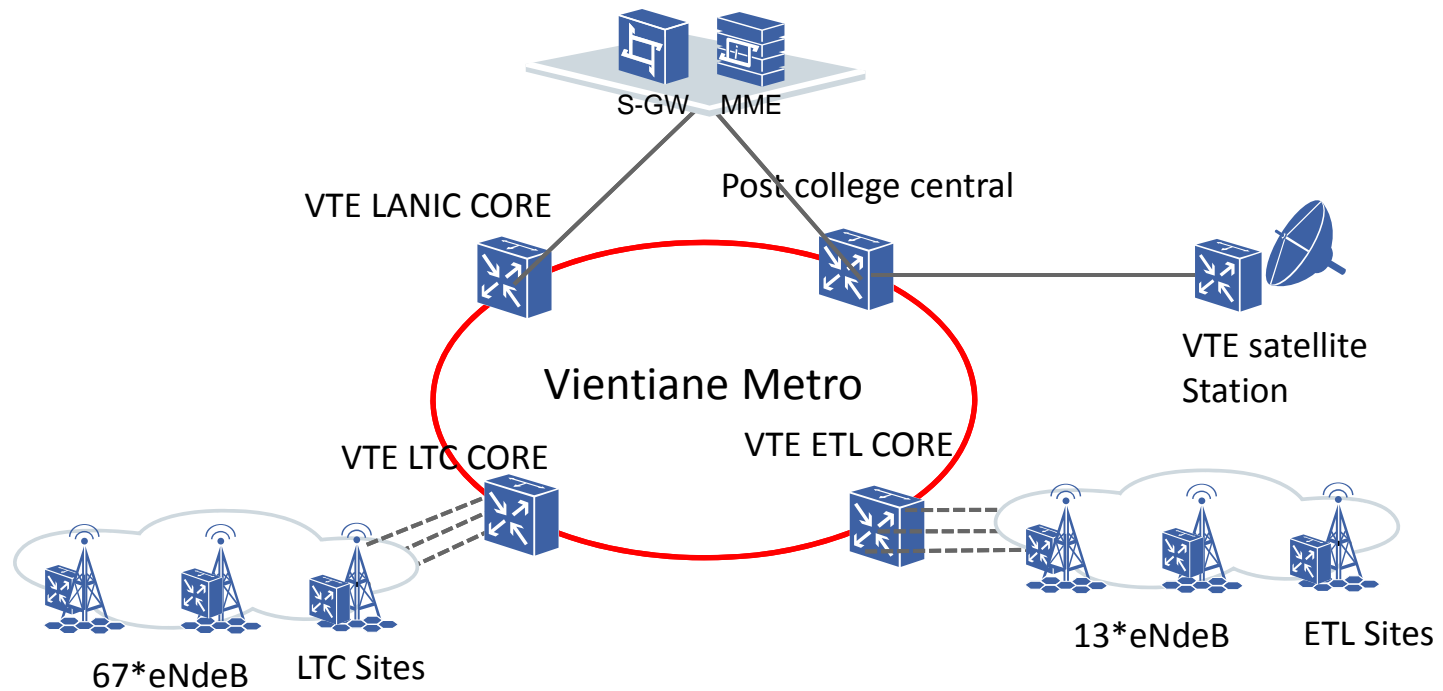 S-GW MME
Post college central
VTE LANIC CORE
VTE satellite
Station
Vientiane Metro
VTE ETL CORE
VTE LTC CORE
13*eNdeB
ETL Sites
67*eNdeB
LTC Sites